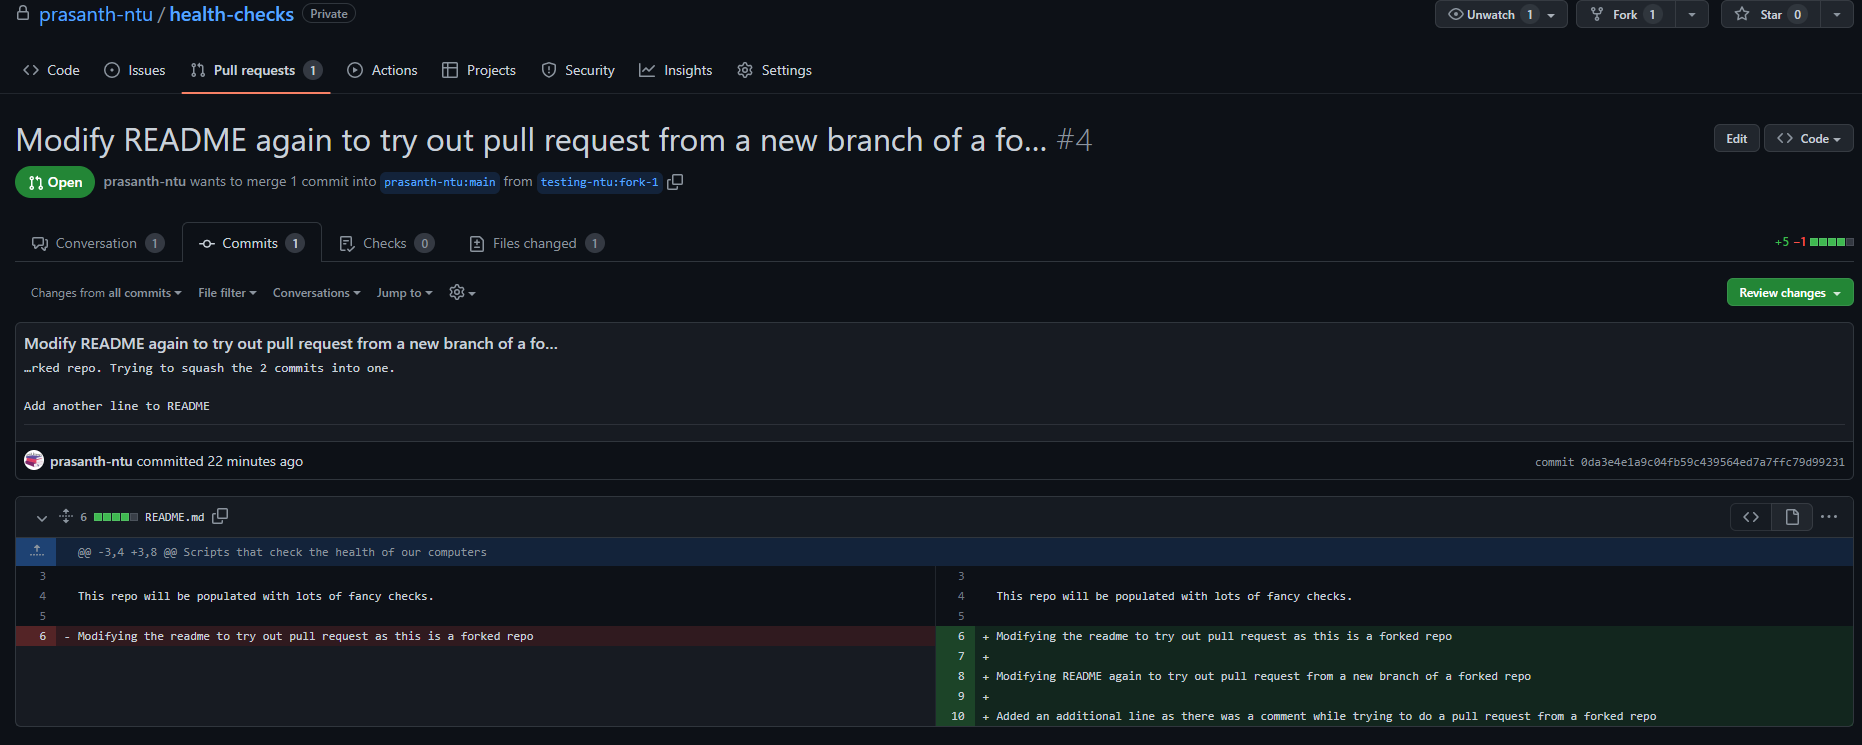 prasanth-ntu / health-checks Private Unwatch 1 Fork 1 Star 0
Code Issues Pull requests 1 Actions Projects Security Insights Settings
Modify README again to try out pull request from a new branch of a fo... #4 Edit Code
Open prasanth-ntu wants to merge 1 commit into prasanth-ntu:main from testing-ntu:fork-1
Conversation 1 Commits 1 Checks 0 Files changed 1 +5 −1
Changes from all commits File filter Conversations Jump to Review changes
Modify README again to try out pull request from a new branch of a fo...
…rked repo. Trying to squash the 2 commits into one.
Add another line to README
prasanth-ntu committed 22 minutes ago commit 0da3e4e1a9c04fb59c439564ed7a7ffc79d99231
6 README.md
@@ -3,4 +3,8 @@ Scripts that check the health of our computers
3 3
4 This repo will be populated with lots of fancy checks. 4 This repo will be populated with lots of fancy checks.
5 5
6 - Modifying the readme to try out pull request as this is a forked repo 6 + Modifying the readme to try out pull request as this is a forked repo
7 +
8 + Modifying README again to try out pull request from a new branch of a forked repo
9 +
10 + Added an additional line as there was a comment while trying to do a pull request from a forked repo